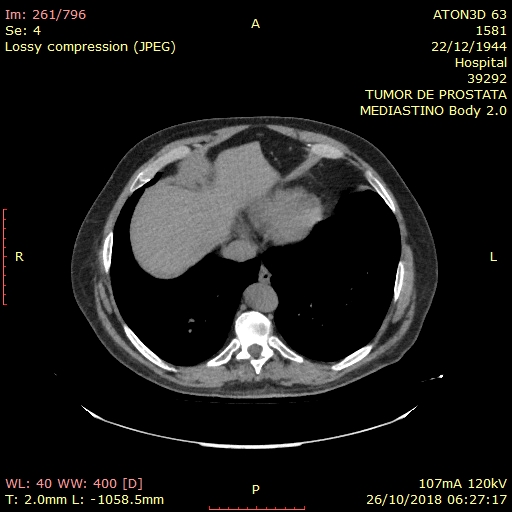 Im: 261/796
Se: 4
Lossy compression (JPEG)
A
ATON3D 63
1581
22/12/1944
Hospital
39292
TUMOR DE PROSTATA
MEDIASTINO Body 2.0
R
L
WL: 40 WW: 400 [D]
T: 2.0mm L: -1058.5mm
P
107mA 120kV
26/10/2018 06:27:17